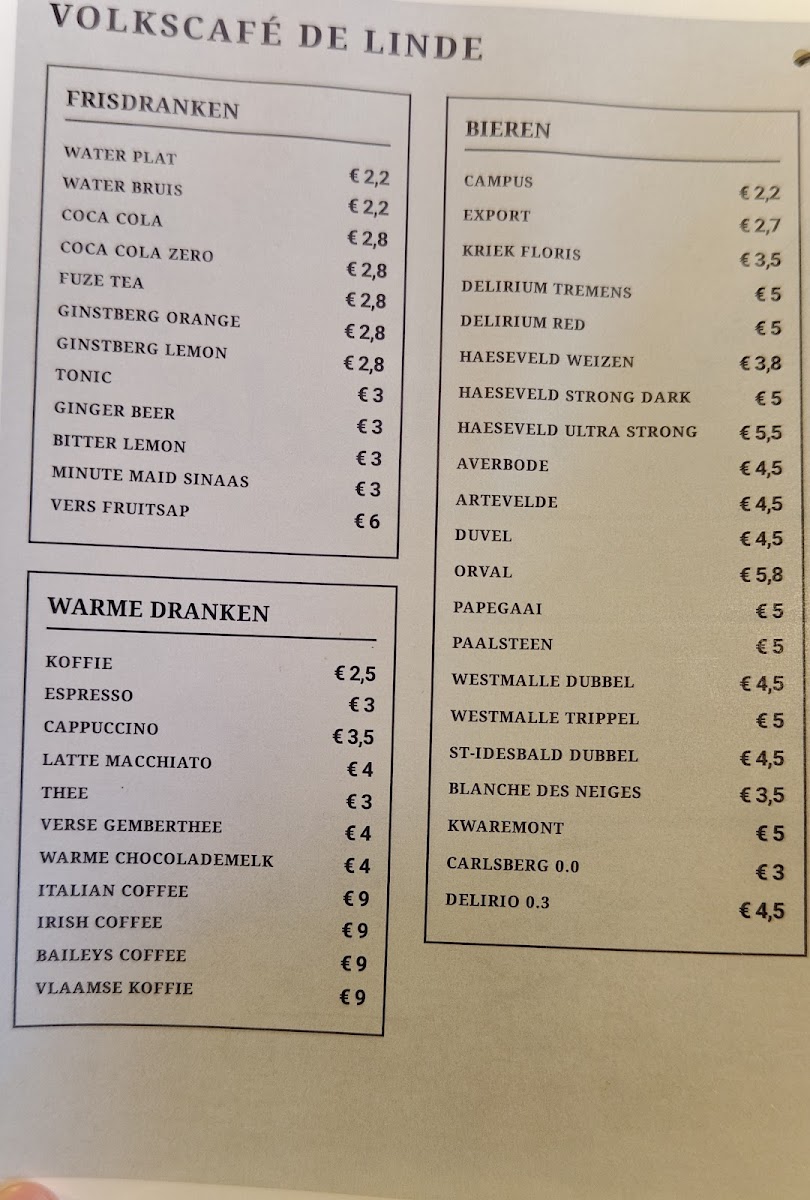 VOLKSCAFÉ DE LINDE
FRISDRANKEN
WATER PLAT € 2,2
WATER BRUIS € 2,2
COCA COLA € 2,8
COCA COLA ZERO € 2,8
FUZE TEA € 2,8
GINSTBERG ORANGE € 2,8
GINSTBERG LEMON € 2,8
TONIC € 3
GINGER BEER € 3
BITTER LEMON € 3
MINUTE MAID SINAAS € 3
VERS FRUITSAP € 6
WARME DRANKEN
KOFFIE € 2,5
ESPRESSO € 3
CAPPUCCINO € 3,5
LATTE MACCHIATO € 4
THEE € 3
VERSE GEMBERTHEE € 4
WARME CHOCOLADEMELK € 4
ITALIAN COFFEE € 9
IRISH COFFEE € 9
BAILEYS COFFEE € 9
VLAAMSE KOFFIE € 9
BIEREN
CAMPUS € 2,2
EXPORT € 2,7
KRIEK FLORIS € 3,5
DELIRIUM TREMENS € 5
DELIRIUM RED € 5
HAESEVELD WEIZEN € 3,8
HAESEVELD STRONG DARK € 5
HAESEVELD ULTRA STRONG € 5,5
AVERBODE € 4,5
ARTEVELDE € 4,5
DUVEL € 4,5
ORVAL € 5,8
PAPEGAAI € 5
PAALSTEEN € 5
WESTMALLE DUBBEL € 4,5
WESTMALLE TRIPPEL € 5
ST-IDESBALD DUBBEL € 4,5
BLANCHE DES NEIGES € 3,5
KWAREMONT € 5
CARLSBERG 0.0 € 3
DELIRIO 0.3 € 4,5